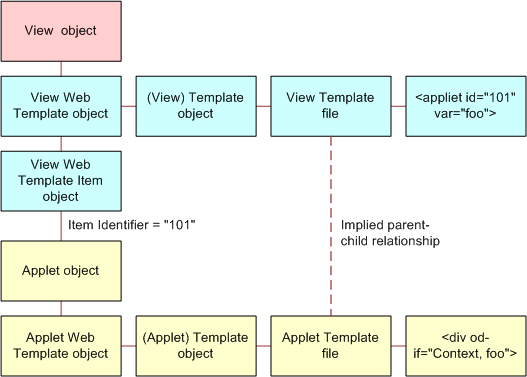 View object
View Web
Template object
(View) Template
object
View Template
file
<appliet id="101"
var="foo">
View Web
Template Item
object
Item Identifier = "101"
Implied parent-
child relationship
Applet object
Applet Web
Template object
(Applet) Template
object
Applet Template
file
<div od-
if="Context, foo">